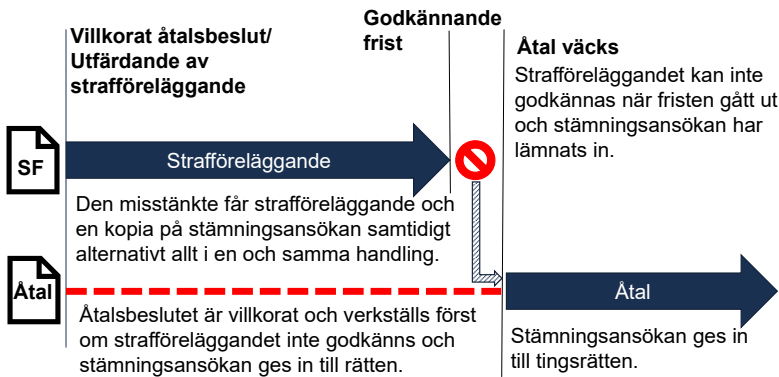 Villkorat åtalsbeslut/
Utfärdande av
strafföreläggande
Godkännande
frist
Åtal väcks
Strafföreläggandet kan inte
godkännas när fristen gått ut
och stämningsansökan har
lämnats in.
SF
Strafföreläggande
Den misstänkte får strafföreläggande och
en kopia på stämningsansökan samtidigt
alternativt allt i en och samma handling.
Åtal
Åtal
Åtalsbeslutet är villkorat och verkställs först
om strafföreläggandet inte godkänns och
stämningsansökan ges in till rätten.
Stämningsansökan ges in
till tingsrätten.